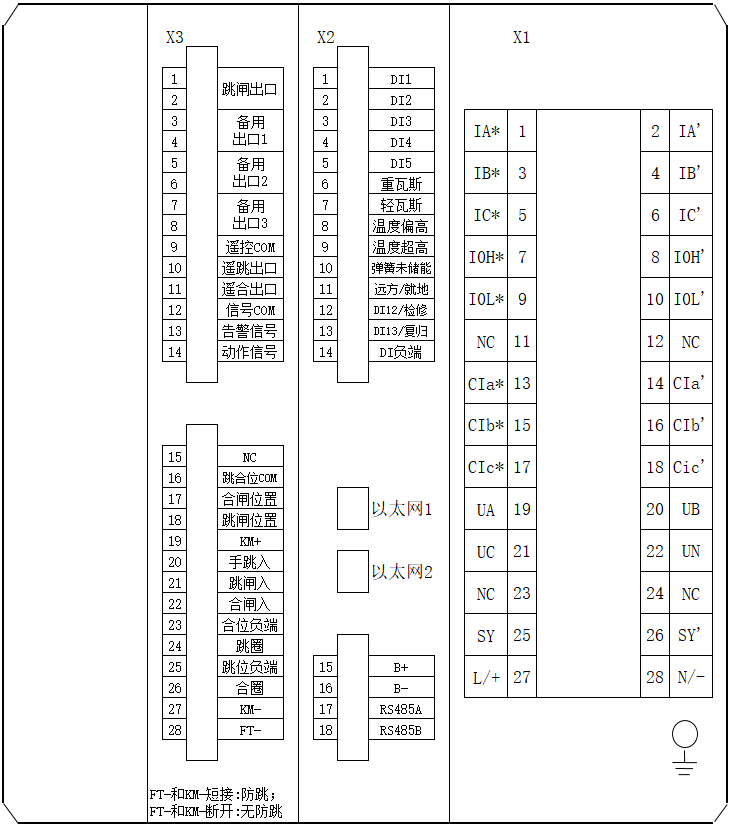 X3
1
2
跳闸出口
3
4
备用
出口1
5
6
备用
出口2
7
8
备用
出口3
9 遥控COM
10 遥跳出口
11 遥合出口
12 信号COM
13 告警信号
14 动作信号
15 NC
16 跳合位COM
17 合闸位置
18 跳闸位置
19 KM+
20 手跳入
21 跳闸入
22 合闸入
23 合位负端
24 跳圈
25 跳位负端
26 合圈
27 KM-
28 FT-
FT-和KM-短接:防跳;
FT-和KM-断开:无防跳
X2
1 DI1
2 DI2
3 DI3
4 DI4
5 DI5
6 重瓦斯
7 轻瓦斯
8 温度偏高
9 温度超高
10 弹簧未储能
11 远方/就地
12 DI12/检修
13 DI13/复归
14 DI负端
以太网1
以太网2
15 B+
16 B-
17 RS485A
18 RS485B
X1
IA* 1 2 IA'
IB* 3 4 IB'
IC* 5 6 IC'
I0H* 7 8 I0H'
I0L* 9 10 I0L'
NC 11 12 NC
CIa* 13 14 CIa'
CIb* 15 16 CIb'
CIc* 17 18 Cic'
UA 19 20 UB
UC 21 22 UN
NC 23 24 NC
SY 25 26 SY'
L/+ 27 28 N/-